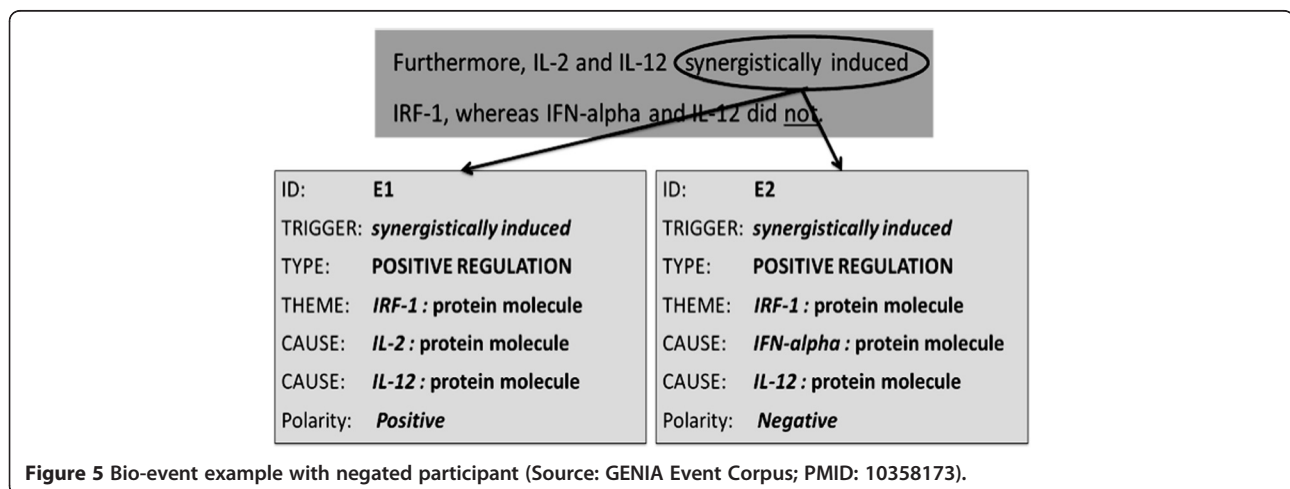 Furthermore, IL-2 and IL-12 synergistically induced
IRF-1, whereas IFN-alpha and IL-12 did not.
ID: E1
TRIGGER: synergistically induced
TYPE: POSITIVE REGULATION
THEME: IRF-1 : protein molecule
CAUSE: IL-2 : protein molecule
CAUSE: IL-12 : protein molecule
Polarity: Positive
ID: E2
TRIGGER: synergistically induced
TYPE: POSITIVE REGULATION
THEME: IRF-1 : protein molecule
CAUSE: IFN-alpha : protein molecule
CAUSE: IL-12 : protein molecule
Polarity: Negative
Figure 5 Bio-event example with negated participant (Source: GENIA Event Corpus; PMID: 10358173).